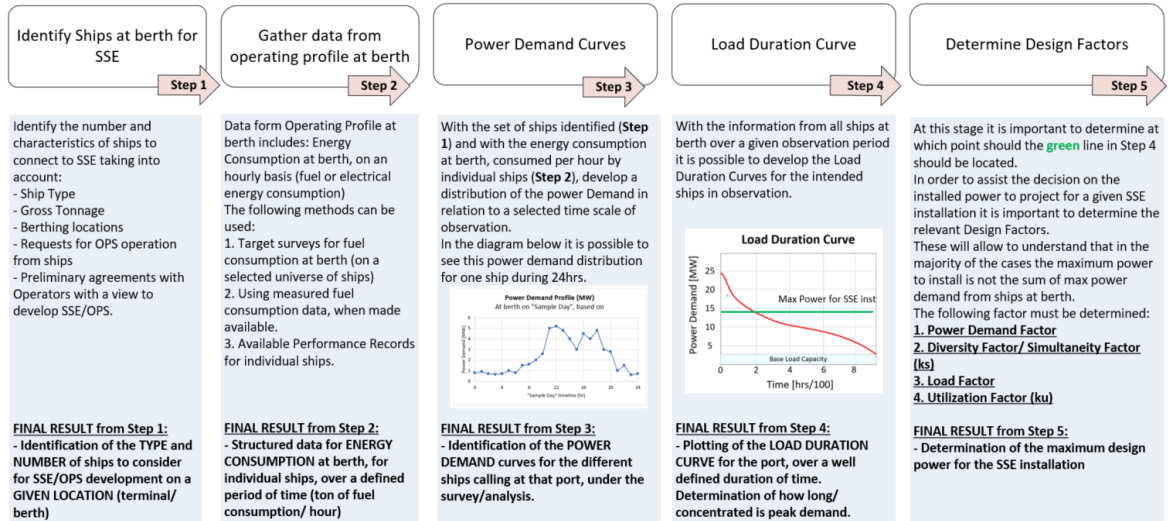 Identify Ships at berth for
SSE
Step 1
Gather data from
operating profile at berth
Step 2
Power Demand Curves
Step 3
Load Duration Curve
Step 4
Determine Design Factors
Step 5
Identify the number and
characteristics of ships to
connect to SSE taking into
account:
- Ship Type
- Gross Tonnage
- Berthing locations
- Requests for OPS operation
from ships
- Preliminary agreements with
Operators with a view to
develop SSE/OPS.
FINAL RESULT from Step 1:
- Identification of the TYPE and
NUMBER of ships to consider
for SSE/OPS development on a
GIVEN LOCATION (terminal/
berth)
Data form Operating Profile at
berth includes: Energy
Consumption at berth, on an
hourly basis (fuel or electrical
energy consumption)
The following methods can be
used:
1. Target surveys for fuel
consumption at berth (on a
selected universe of ships)
2. Using measured fuel
consumption data, when made
available.
3. Available Performance Records
for individual ships.
FINAL RESULT from Step 2:
- Structured data for ENERGY
CONSUMPTION at berth, for
individual ships, over a defined
period of time (ton of fuel
consumption/ hour)
With the set of ships identified (Step
1) and with the energy consumption
at berth, consumed per hour by
individual ships (Step 2), develop a
distribution of the power Demand in
relation to a selected time scale of
observation.
In the diagram below it is possible to
see this power demand distribution
for one ship during 24hrs.
Power Demand Profile (MW)
At berth on "Sample Day", based on
Power Demand (MW)
6
5
4
3
2
1
0
0 4 8 12 16 20 24
"Sample Day" timeline (hr)
FINAL RESULT from Step 3:
- Identification of the POWER
DEMAND curves for the different
ships calling at that port, under the
survey/analysis.
With the information from all ships at
berth over a given observation period
it is possible to develop the Load
Duration Curves for the intended
ships in observation.
Load Duration Curve
Power Demand [MW]
25
20
15
10
5
Max Power for SSE inst
Base Load Capacity
0 2 4 6 8
Time [hrs/100]
FINAL RESULT from Step 4:
- Plotting of the LOAD DURATION
CURVE for the port, over a well
defined duration of time.
Determination of how long/
concentrated is peak demand.
At this stage it is important to determine at
which point should the green line in Step 4
should be located.
In order to assist the decision on the
installed power to project for a given SSE
installation it is important to determine the
relevant Design Factors.
These will allow to understand that in the
majority of the cases the maximum power
to install is not the sum of max power
demand from ships at berth.
The following factor must be determined:
1. Power Demand Factor
2. Diversity Factor/ Simultaneity Factor
(ks)
3. Load Factor
4. Utilization Factor (ku)
FINAL RESULT from Step 5:
- Determination of the maximum design
power for the SSE installation